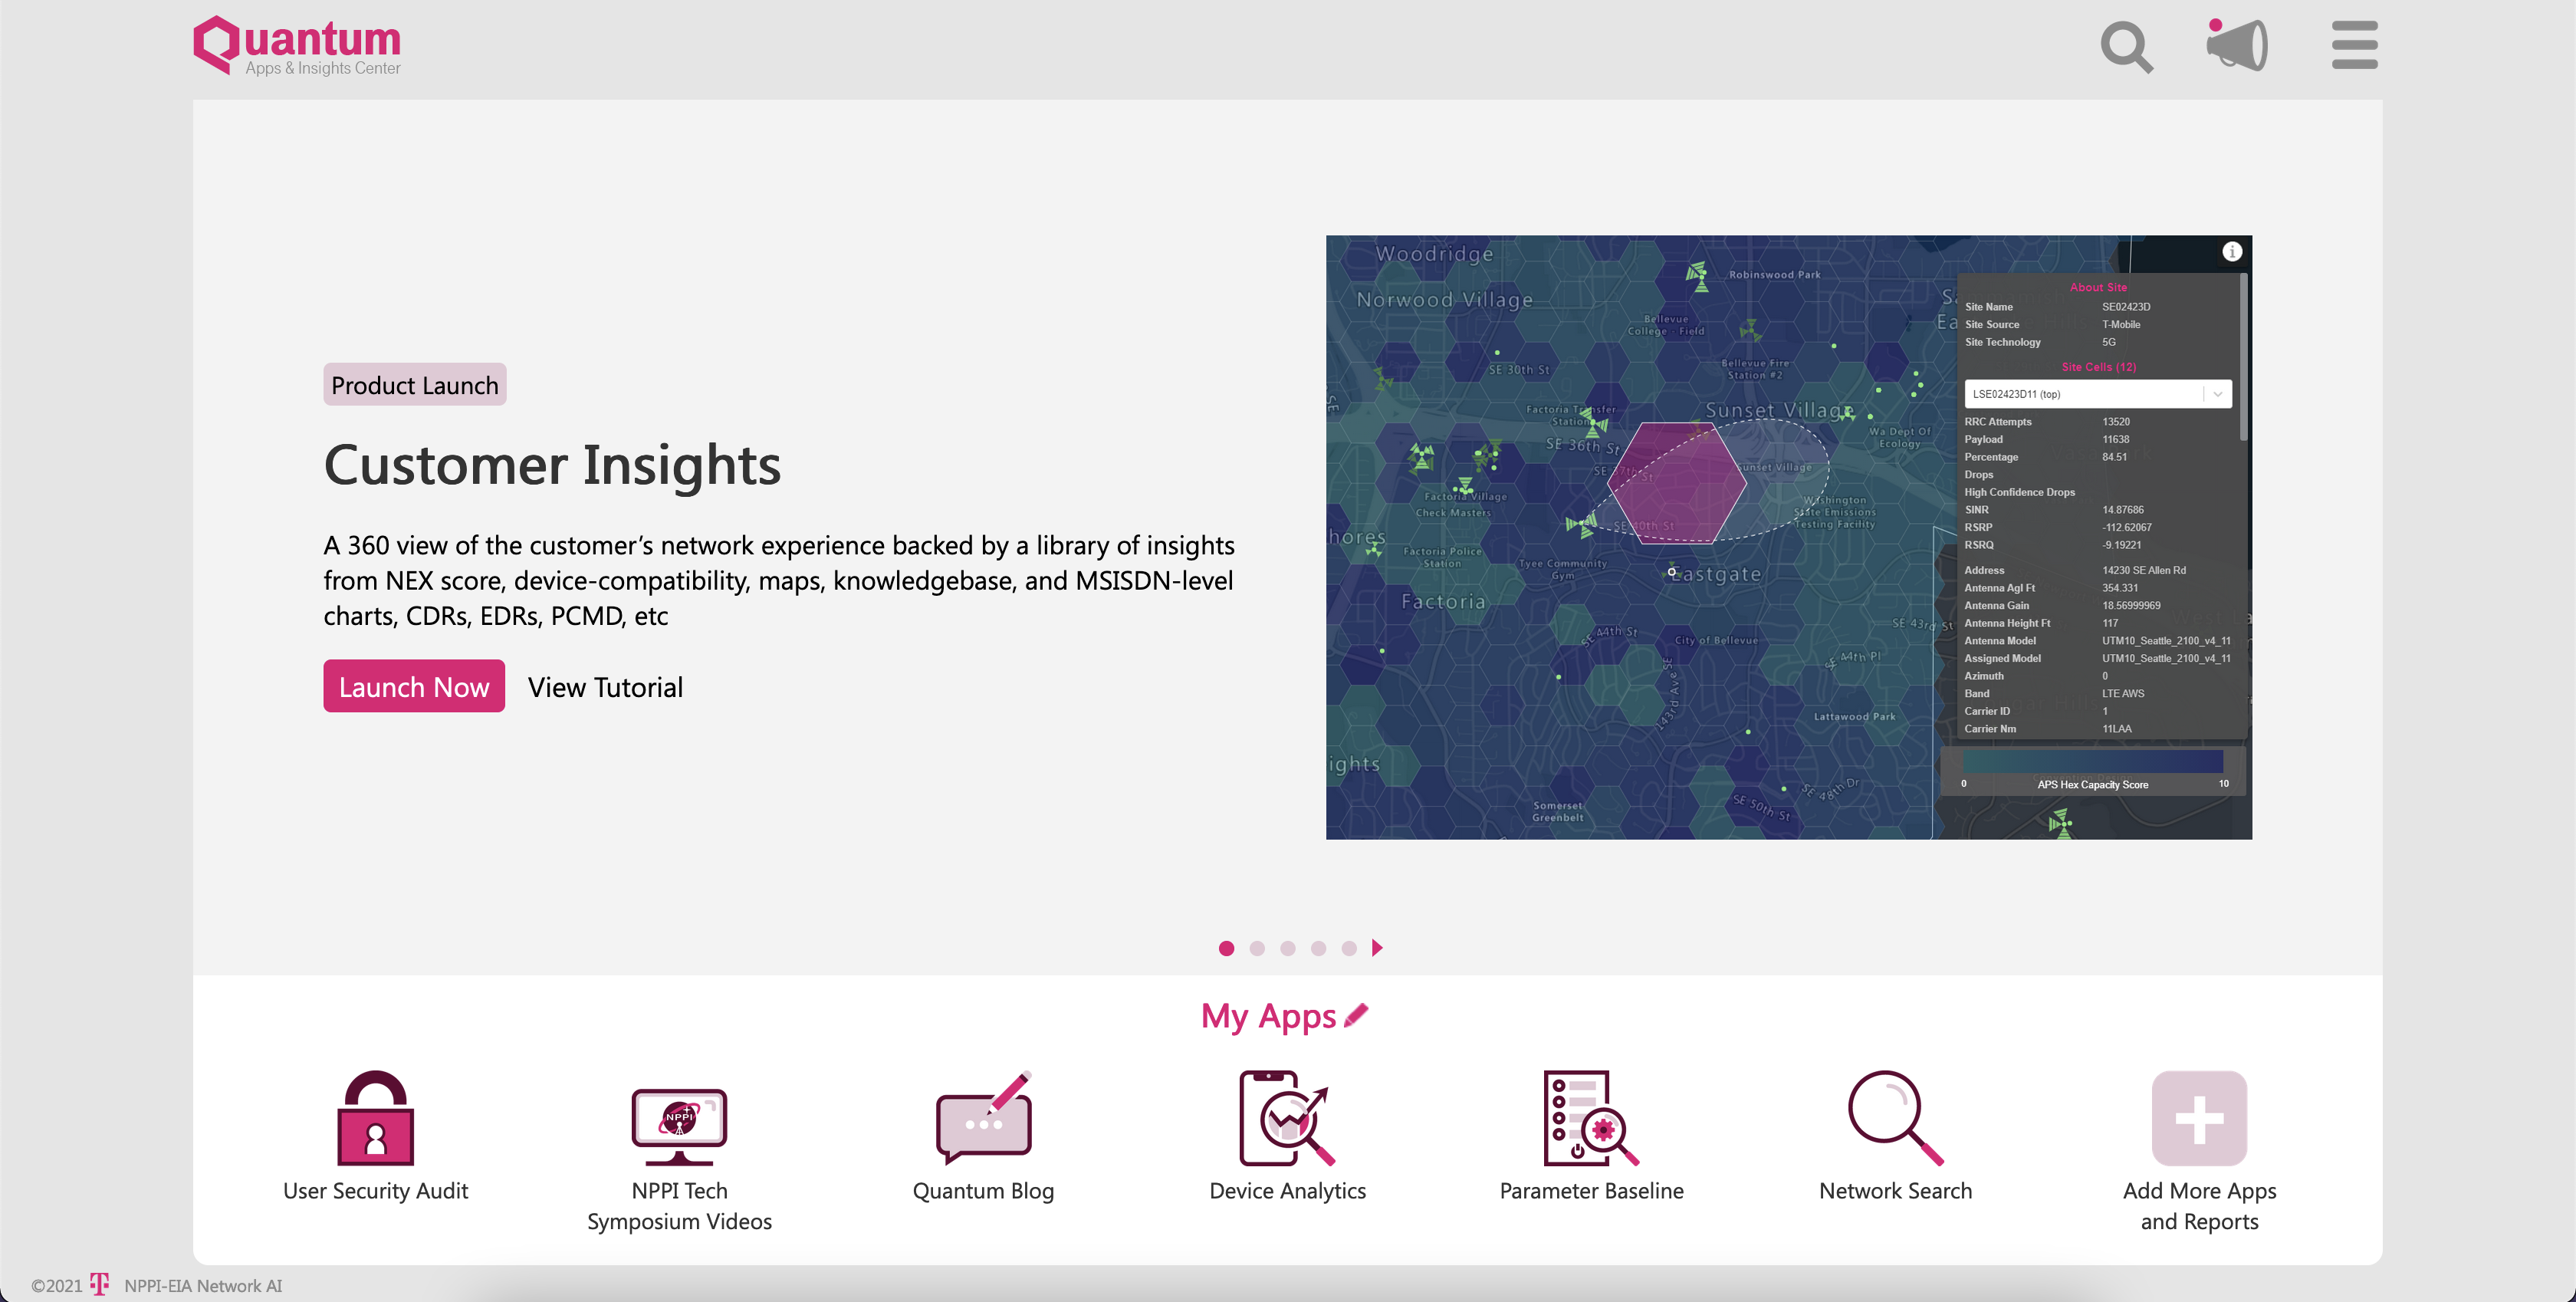 Quantum
Apps & Insights Center
Product Launch
Customer Insights
A 360 view of the customer’s network experience backed by a library of insights
from NEX score, device-compatibility, maps, knowledgebase, and MSISDN-level
charts, CDRs, EDRs, PCMD, etc
Launch Now
View Tutorial
Woodridge
Norwood Village
Robinswood Park
Bellevue
College - Field
Bellevue Fire
Station #2
SE 30th St
Factoria Transfer
Station
Sunset Village
SE 36th St
SE 37th St
Sunset Village
Wa Dept Of
Ecology
Factoria Village
Check Masters
Washington
State Emissions
Testing Facility
SE 40th St
hores
Factoria Police
Station
Tyee Community
Gym
Eastgate
Factoria
SE 43rd St
SE 44th St
City of Bellevue
SE 44th Pl
143rd Ave SE
Lattawood Park
ights
SE 48th Dr
Somerset
Greenbelt
SE 50th St
i
About Site
Site Name SE02423D
Site Source T-Mobile
Site Technology 5G
Site Cells (12)
LSE02423D11 (top)
RRC Attempts 13520
Payload 11638
Percentage 84.51
Drops
High Confidence Drops
SINR 14.87686
RSRP -112.62067
RSRQ -9.19221
Address 14230 SE Allen Rd
Antenna Agl Ft 354.331
Antenna Gain 18.56999969
Antenna Height Ft 117
Antenna Model UTM10_Seattle_2100_v4_11
Assigned Model UTM10_Seattle_2100_v4_11
Azimuth 0
Band LTE AWS
Carrier ID 1
Carrier Nm 11LAA
0 APS Hex Capacity Score 10
My Apps
User Security Audit
NPPI
NPPI Tech
Symposium Videos
Quantum Blog
Device Analytics
Parameter Baseline
Network Search
Add More Apps
and Reports
©2021 T NPPI-EIA Network AI